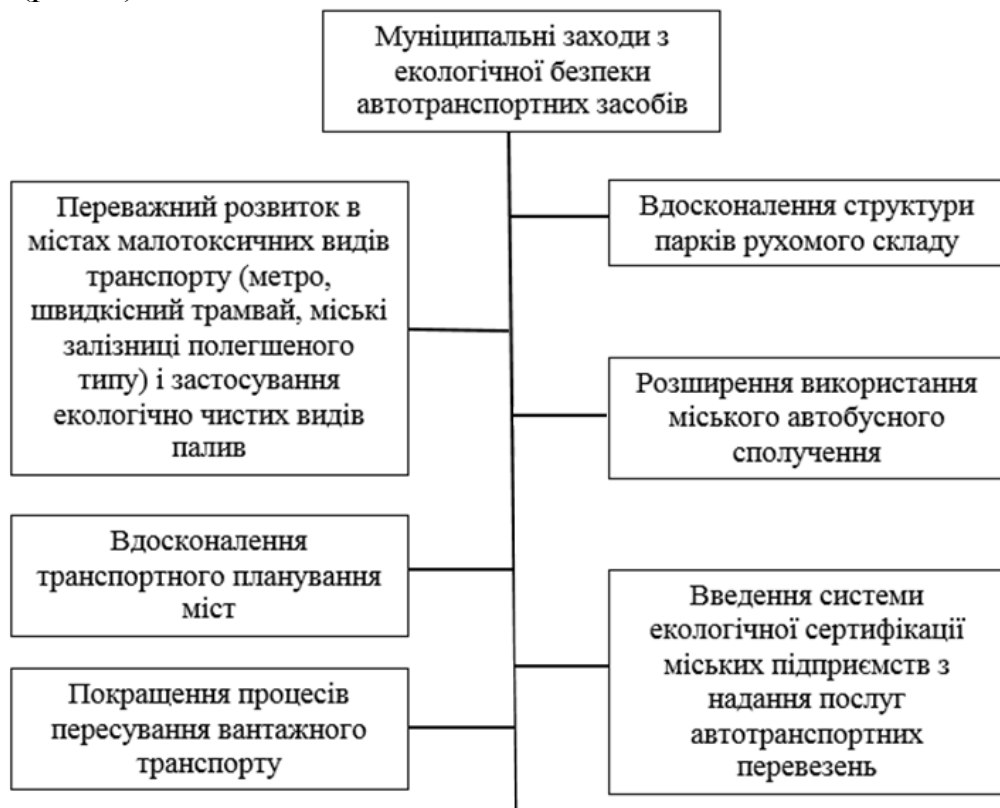 Муніципальні заходи з
екологічної безпеки
автотранспортних засобів
Переважний розвиток в
містах малотоксичних видів
транспорту (метро,
швидкісний трамвай, міські
залізниці полегшеного
типу) і застосування
екологічно чистих видів
палив
Вдосконалення
транспортного планування
міст
Покращення процесів
пересування вантажного
транспорту
Вдосконалення структури
парків рухомого складу
Розширення використання
міського автобусного
сполучення
Введення системи
екологічної сертифікації
міських підприємств з
надання послуг
автотранспортних
перевезень